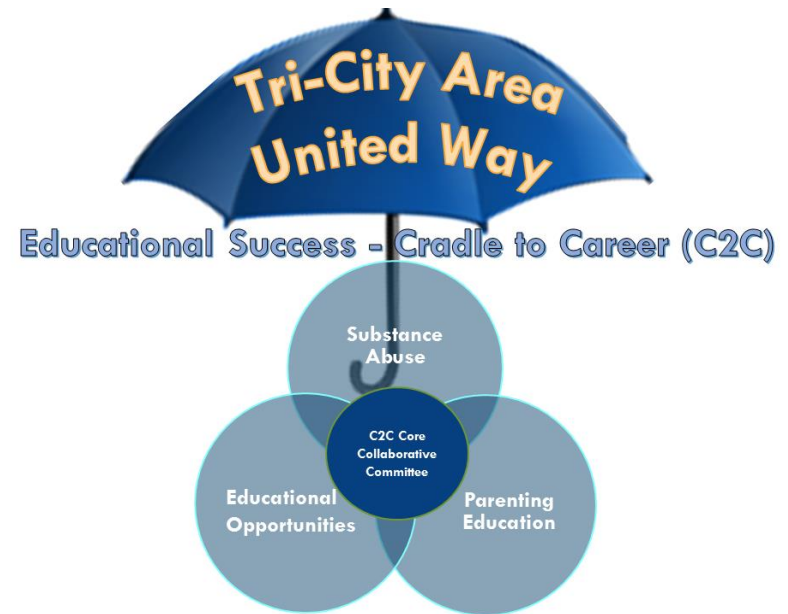 Tri-City Area
United Way
Educational Success - Cradle to Career (C2C)
Substance
Abuse
C2C Core
Collaborative
Committee
Educational
Opportunities
Parenting
Education